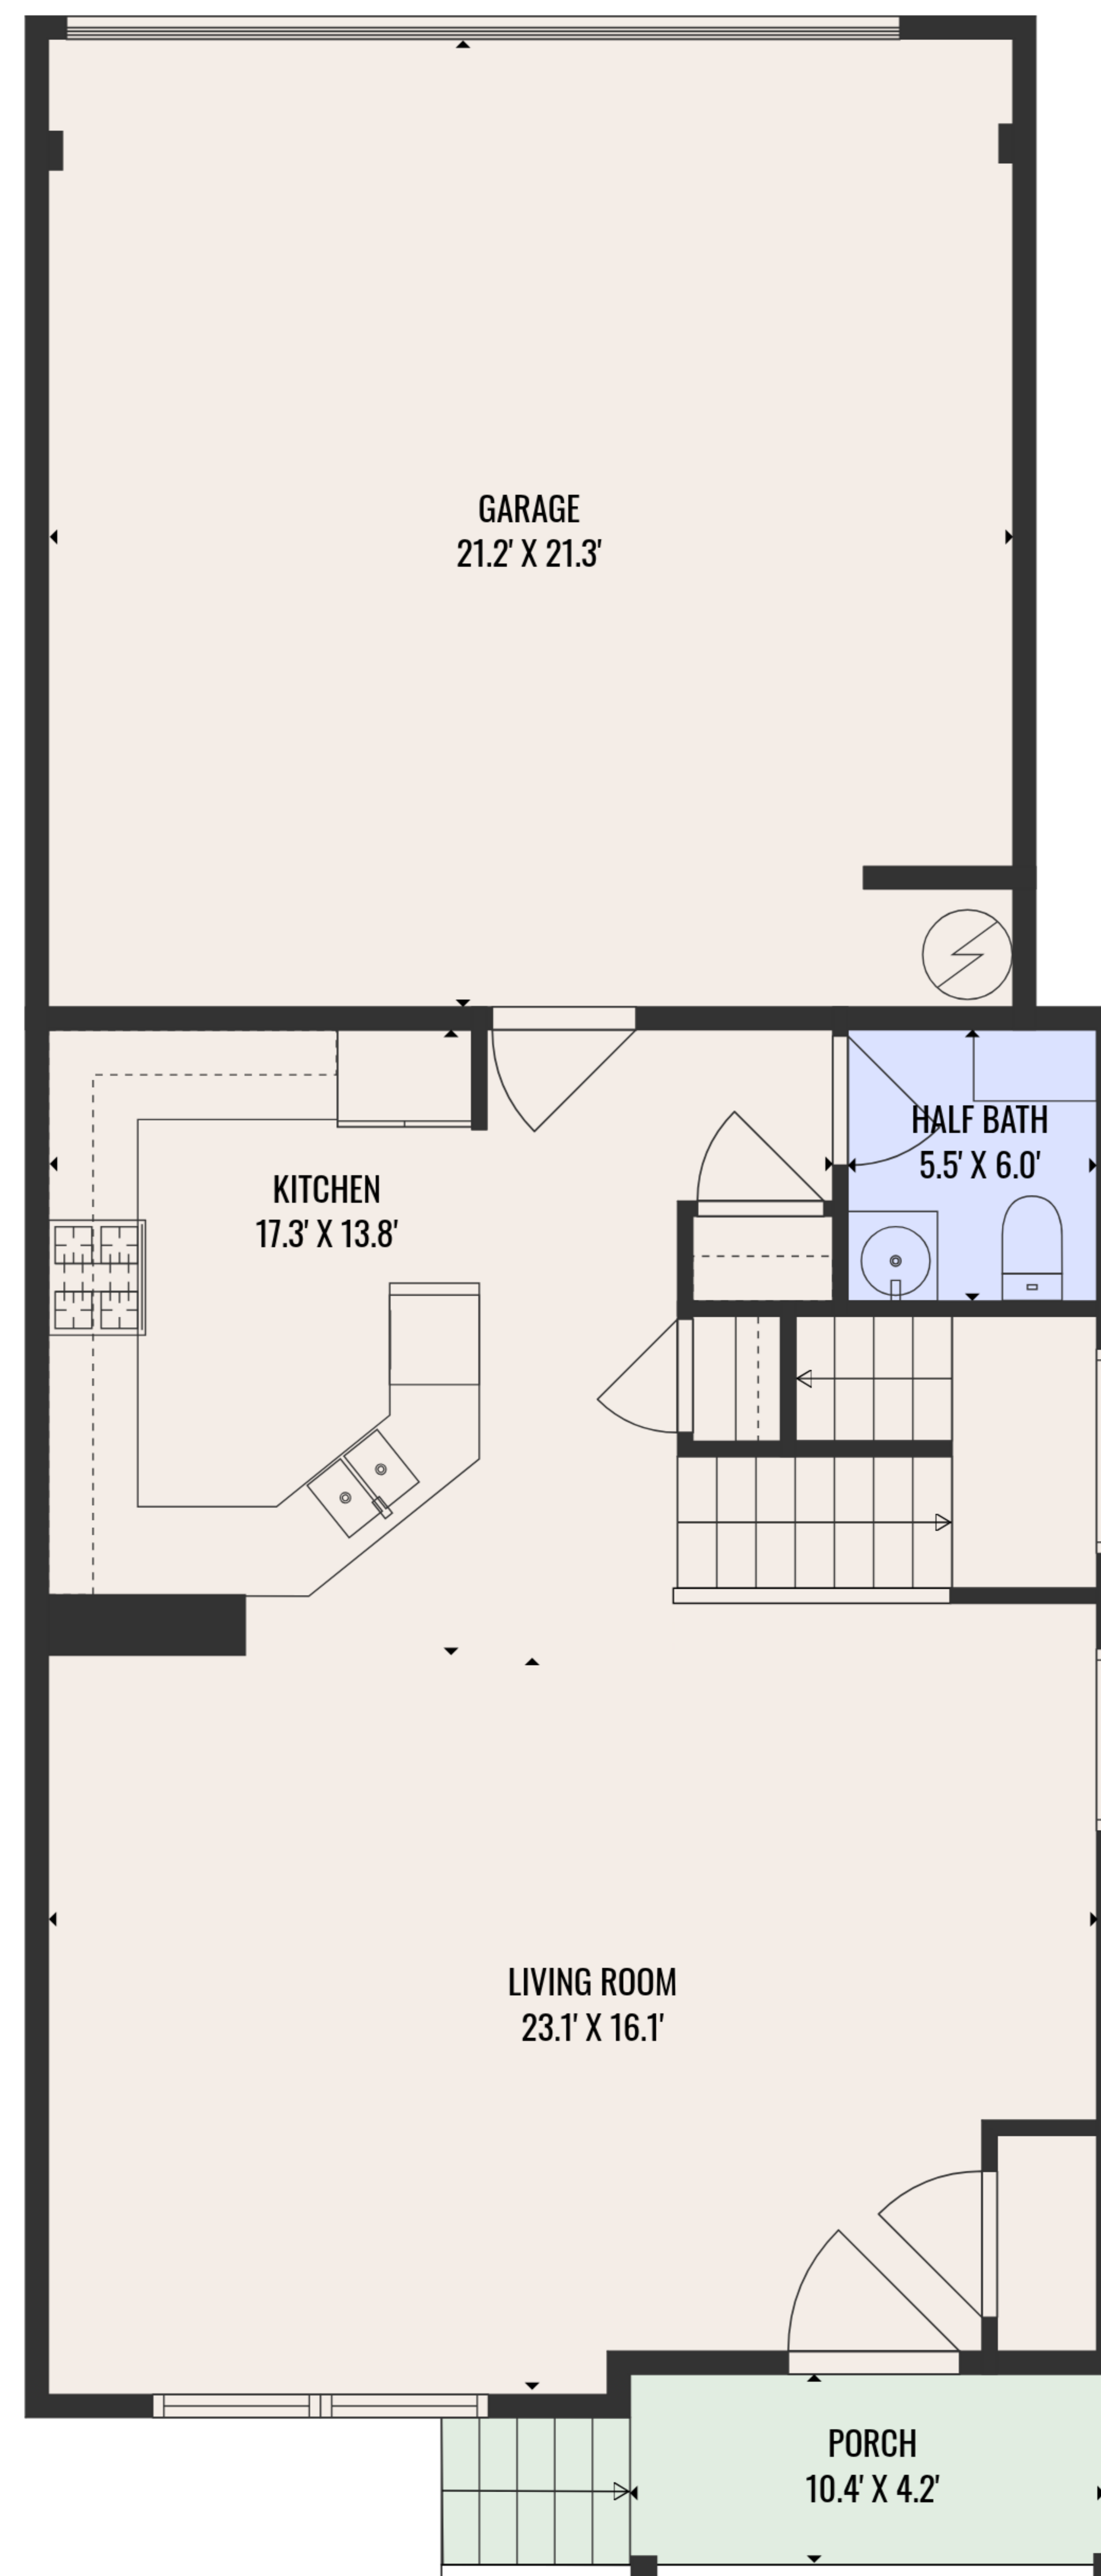 GARAGE
21.2' X 21.3'
KITCHEN
17.3' X 13.8'
HALF BATH
5.5' X 6.0'
LIVING ROOM
23.1' X 16.1'
PORCH
10.4' X 4.2'